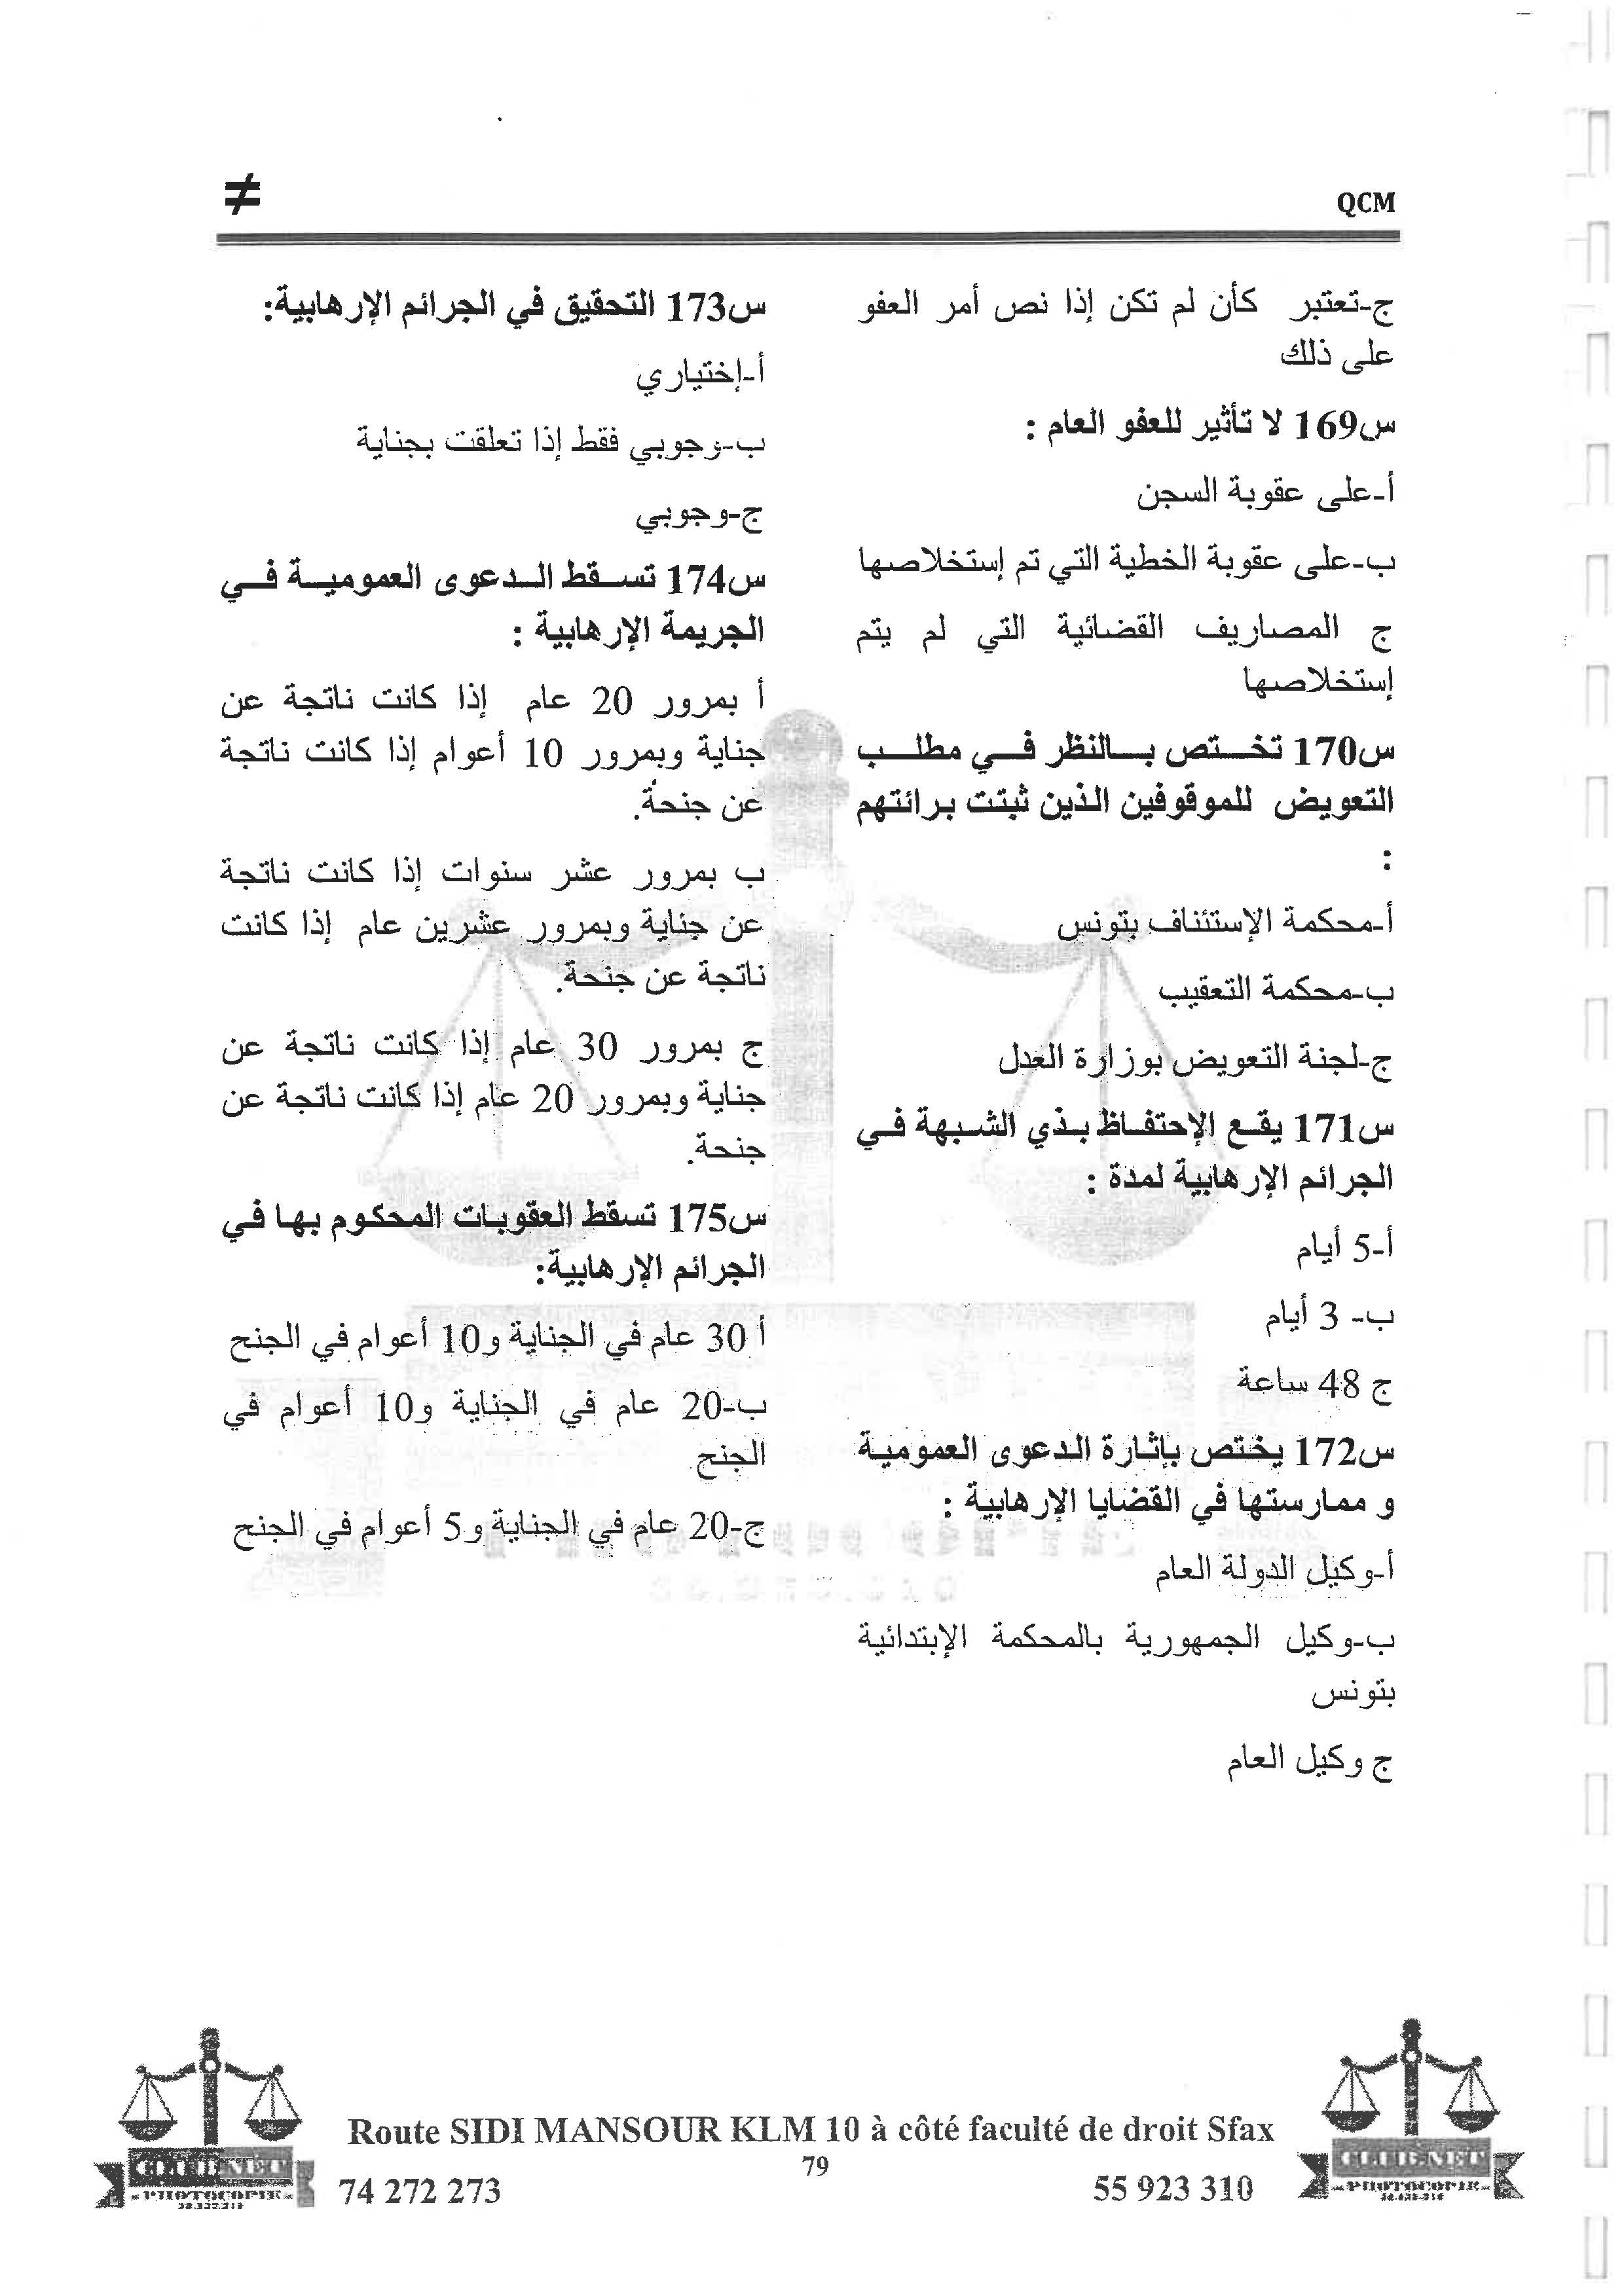 QCM
≠
ج-تعتبر كأن لم تكن إذا نص أمر العفو
على ذلك
س169 لا تأثير للعفو العام :
أ-على عقوبة السجن
ب-على عقوبة الخطية التي تم إستخلاصها
ج المصاريف القضائية التي لم يتم
إستخلاصها
س170 تختص بالنظر في مطلب
التعويض للموقوفين الذين ثبتت برائتهم
:
أ-محكمة الإستئناف بتونس
ب-محكمة التعقيب
ج-لجنة التعويض بوزارة العدل
س171 يقع الإحتفاظ بذي الشبهة في
الجرائم الإرهابية لمدة :
أ-5 أيام
ب- 3 أيام
ج 48 ساعة
س172 يختص بإثارة الدعوى العمومية
و ممارستها في القضايا الإرهابية :
أ-وكيل الدولة العام
ب-وكيل الجمهورية بالمحكمة الإبتدائية
بتونس
ج وكيل العام
س173 التحقيق في الجرائم الإرهابية:
أ-إختياري
ب-وجوبي فقط إذا تعلقت بجناية
ج-وجوبي
س174 تسقط الدعوى العمومية في
الجريمة الإرهابية :
أ بمرور 20 عام إذا كانت ناتجة عن
جناية وبمرور 10 أعوام إذا كانت ناتجة
عن جنحة.
ب بمرور عشر سنوات إذا كانت ناتجة
عن جناية وبمرور عشرين عام إذا كانت
ناتجة عن جنحة.
ج بمرور 30 عام إذا كانت ناتجة عن
جناية وبمرور 20 عام إذا كانت ناتجة عن
جنحة.
س175 تسقط العقوبات المحكوم بها في
الجرائم الإرهابية:
أ 30 عام في الجناية و10 أعوام في الجنح
ب-20 عام في الجناية و10 أعوام في
الجنح
ج-20 عام في الجناية و5 أعوام في الجنح
Route SIDI MANSOUR KLM 10 à côté faculté de droit Sfax
79
74 272 273
55 923 310
CLUB.NET
-PHOTOCOPIE-
CLUB.NET
-PHOTOCOPIE-